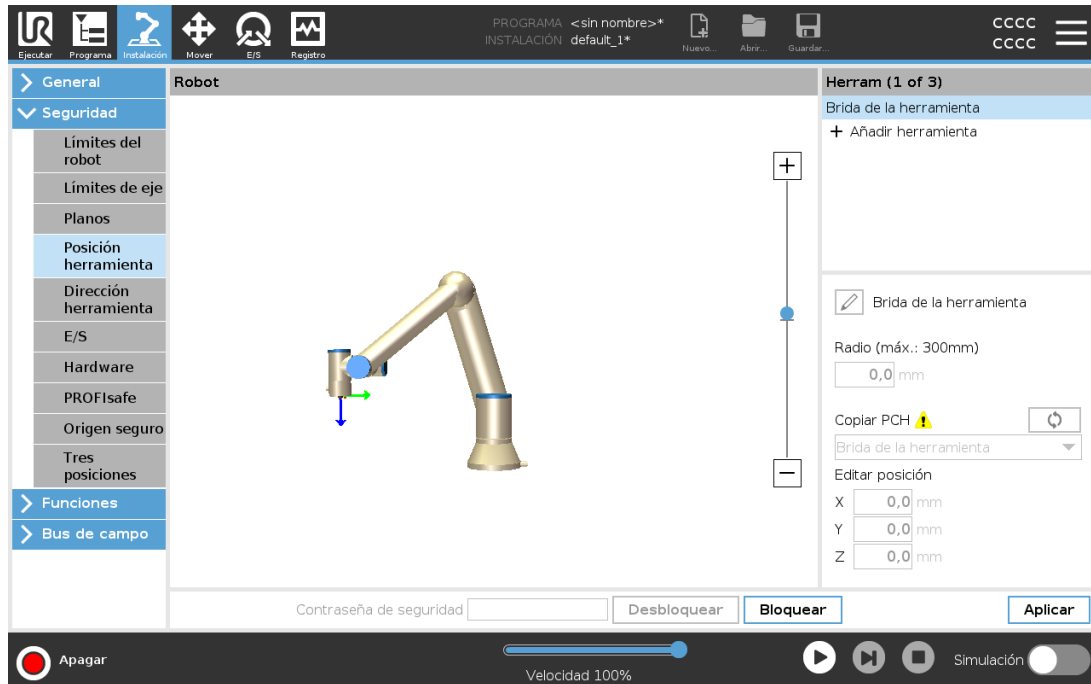 Ejecutar
Programa
Instalación
Mover
E/S
Registro
PROGRAMA <sin nombre>*
INSTALACIÓN default_1*
Nuevo...
Abrir...
Guardar...
CCCC
CCCC
General
Seguridad
Límites del
robot
Límites de eje
Planos
Posición
herramienta
Dirección
herramienta
E/S
Hardware
PROFIsafe
Origen seguro
Tres
posiciones
Funciones
Bus de campo
Robot
Herram (1 of 3)
Brida de la herramienta
+ Añadir herramienta
Brida de la herramienta
Radio (máx.: 300mm)
0,0 mm
Copiar PCH
Brida de la herramienta
Editar posición
X 0,0 mm
Y 0,0 mm
Z 0,0 mm
Contraseña de seguridad
Desbloquear
Bloquear
Aplicar
Apagar
Velocidad 100%
Simulación